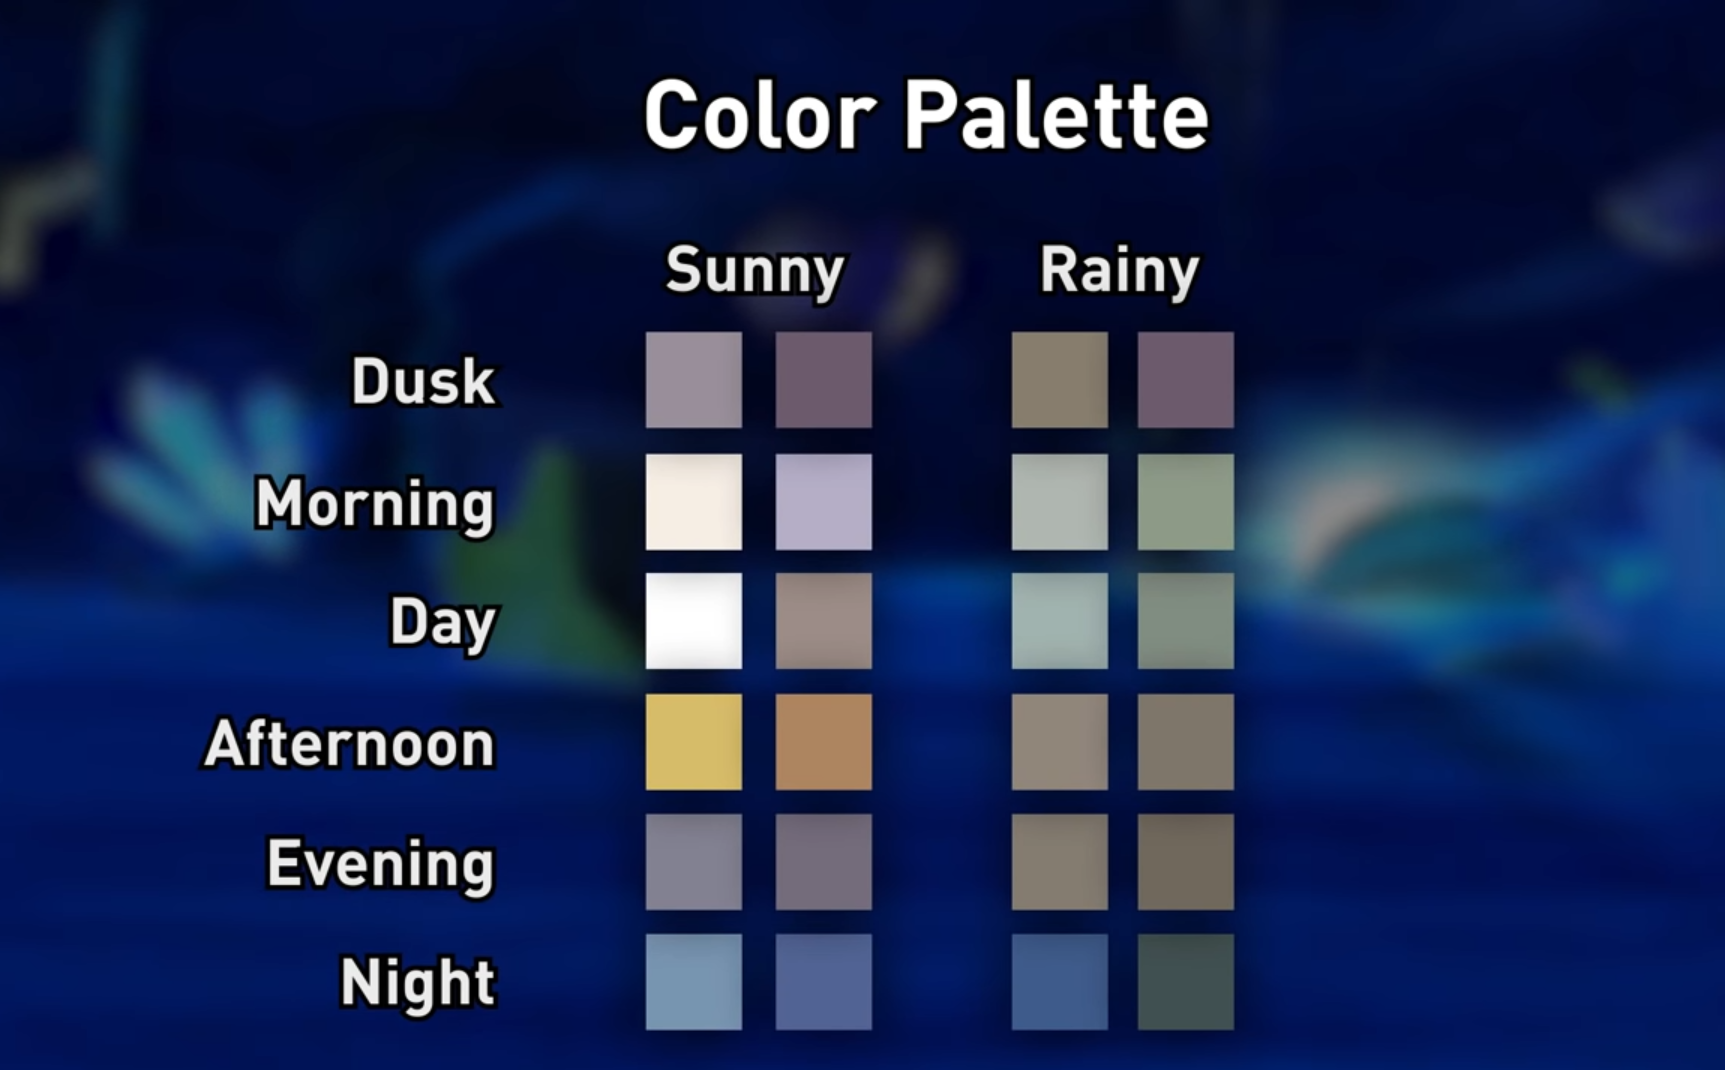 Color Palette
Sunny Rainy
Dusk
Morning
Day
Afternoon
Evening
Night